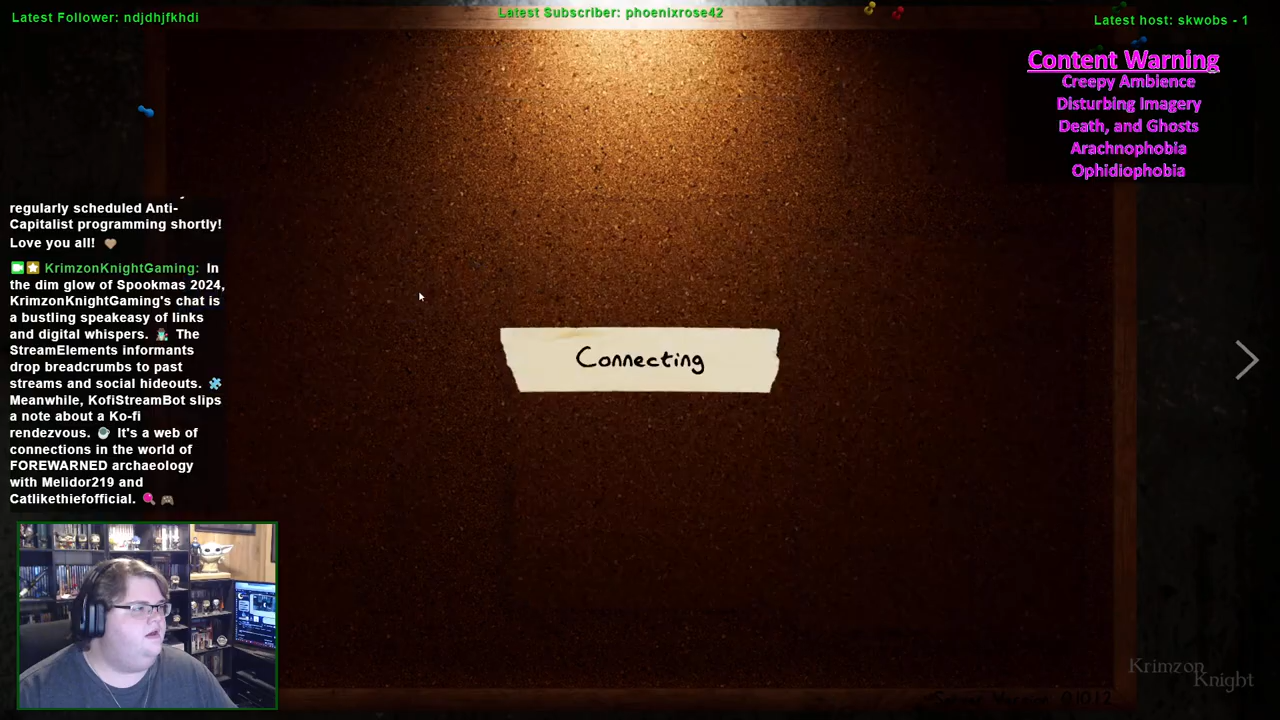 Latest Follower: ndjdhjfkhdi
Latest Subscriber: phoenixrose42
Latest host: skwobs - 1
Content Warning
Creepy Ambience
Disturbing Imagery
Death, and Ghosts
Arachnophobia
Ophidiophobia
regularly scheduled Anti-
Capitalist programming shortly!
Love you all! 🤎
KrimzonKnightGaming: In
the dim glow of Spookmas 2024,
KrimzonKnightGaming's chat is
a bustling speakeasy of links
and digital whispers. The
StreamElements informants
drop breadcrumbs to past
streams and social hideouts. 🧩
Meanwhile, KofiStreamBot slips
a note about a Ko-fi
rendezvous. It's a web of
connections in the world of
FOREWARNED archaeology
with Melidor219 and
Catlikethiefofficial. 🎮
Connecting
Krimzon
Knight